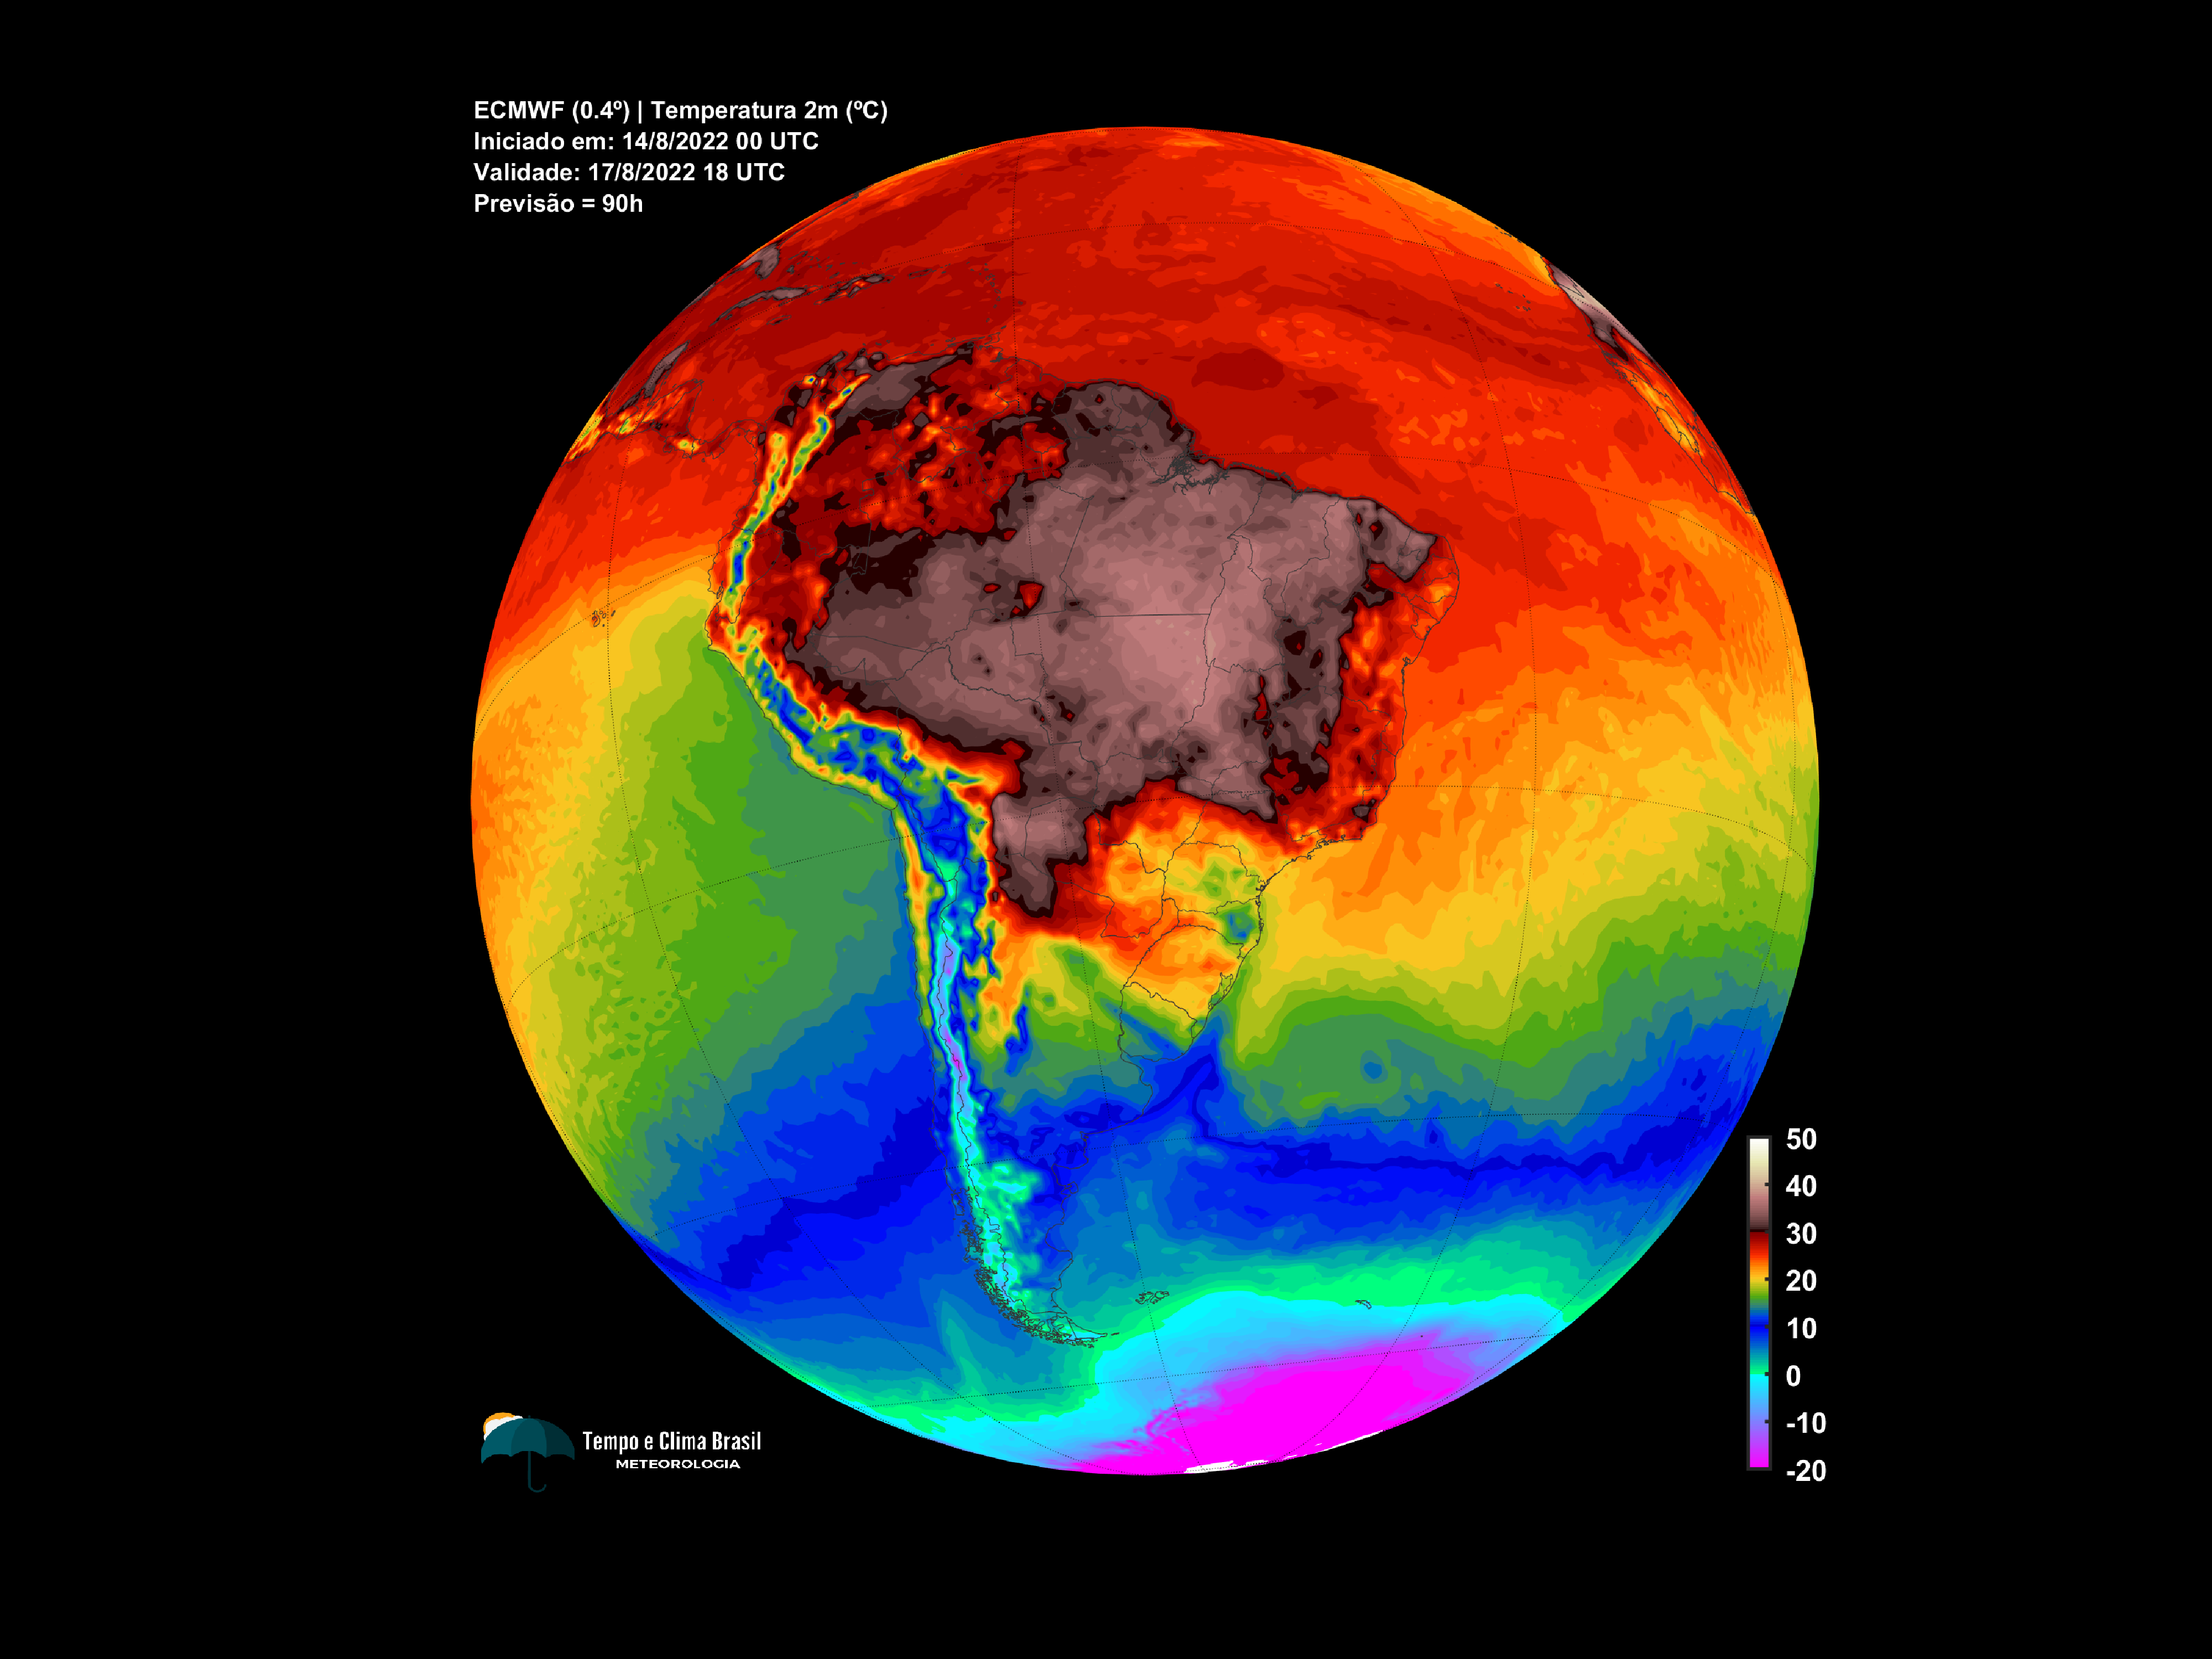 ECMWF (0.4º) | Temperatura 2m (ºC)
Iniciado em: 14/8/2022 00 UTC
Validade: 17/8/2022 18 UTC
Previsão = 90h
50
40
30
20
10
0
-10
-20
Tempo e Clima Brasil
METEOROLOGIA